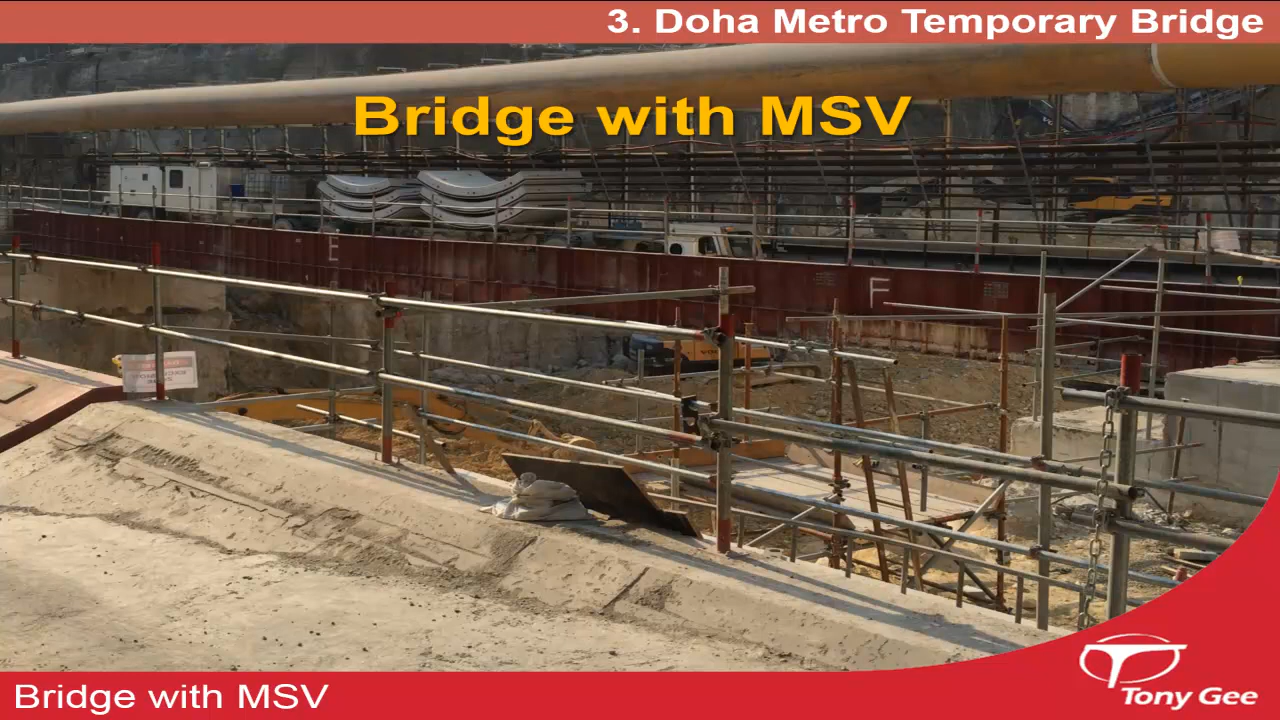 3. Doha Metro Temporary Bridge
Bridge with MSV
E
F
Bridge with MSV
Tony Gee